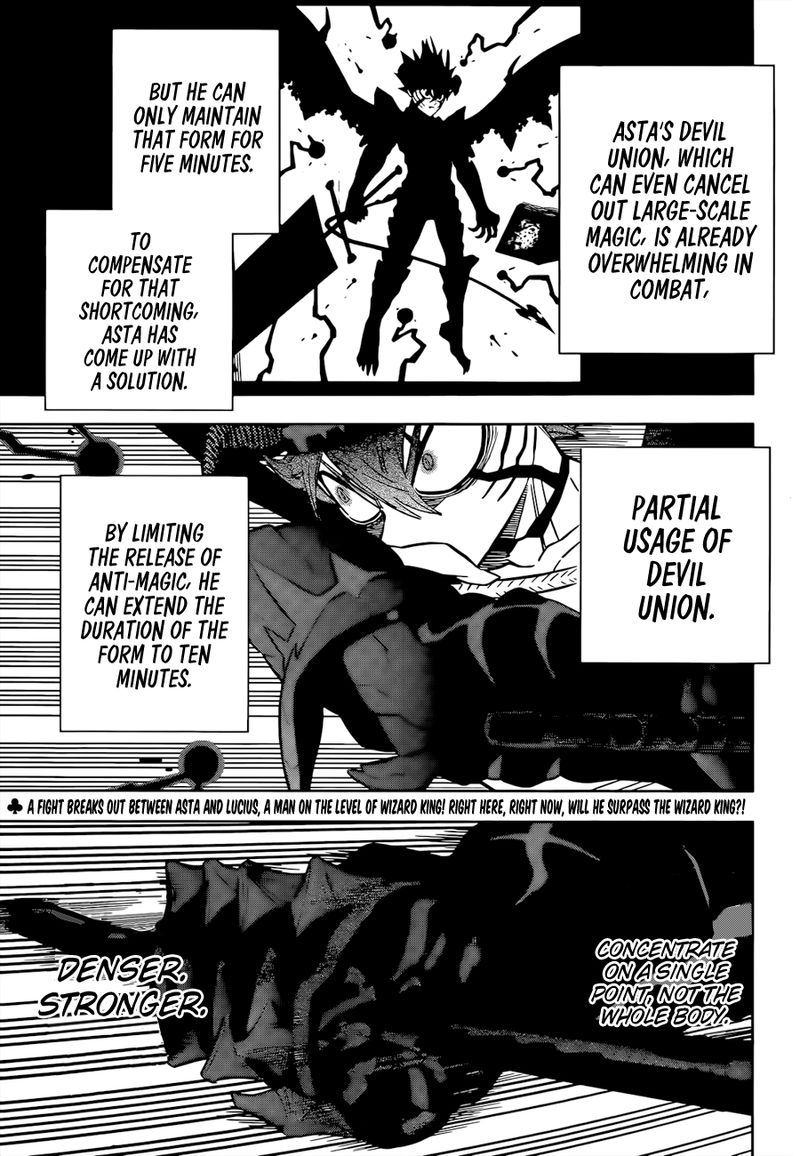 ASTA'S DEVIL
UNION, WHICH
CAN EVEN CANCEL
OUT LARGE-SCALE
MAGIC, IS ALREADY
OVERWHELMING IN
COMBAT,
BUT HE CAN
ONLY MAINTAIN
THAT FORM FOR
FIVE MINUTES.
TO
COMPENSATE
FOR THAT
SHORTCOMING,
ASTA HAS
COME UP WITH
A SOLUTION.
PARTIAL
USAGE OF
DEVIL
UNION.
BY LIMITING
THE RELEASE OF
ANTI-MAGIC, HE
CAN EXTEND THE
DURATION OF THE
FORM TO TEN
MINUTES.
♣ A FIGHT BREAKS OUT BETWEEN ASTA AND LUCIUS, A MAN ON THE LEVEL OF WIZARD KING! RIGHT HERE, RIGHT NOW, WILL HE SURPASS THE WIZARD KING?!
CONCENTRATE
ON A SINGLE
POINT, NOT THE
WHOLE BODY.
DENSER.
STRONGER.